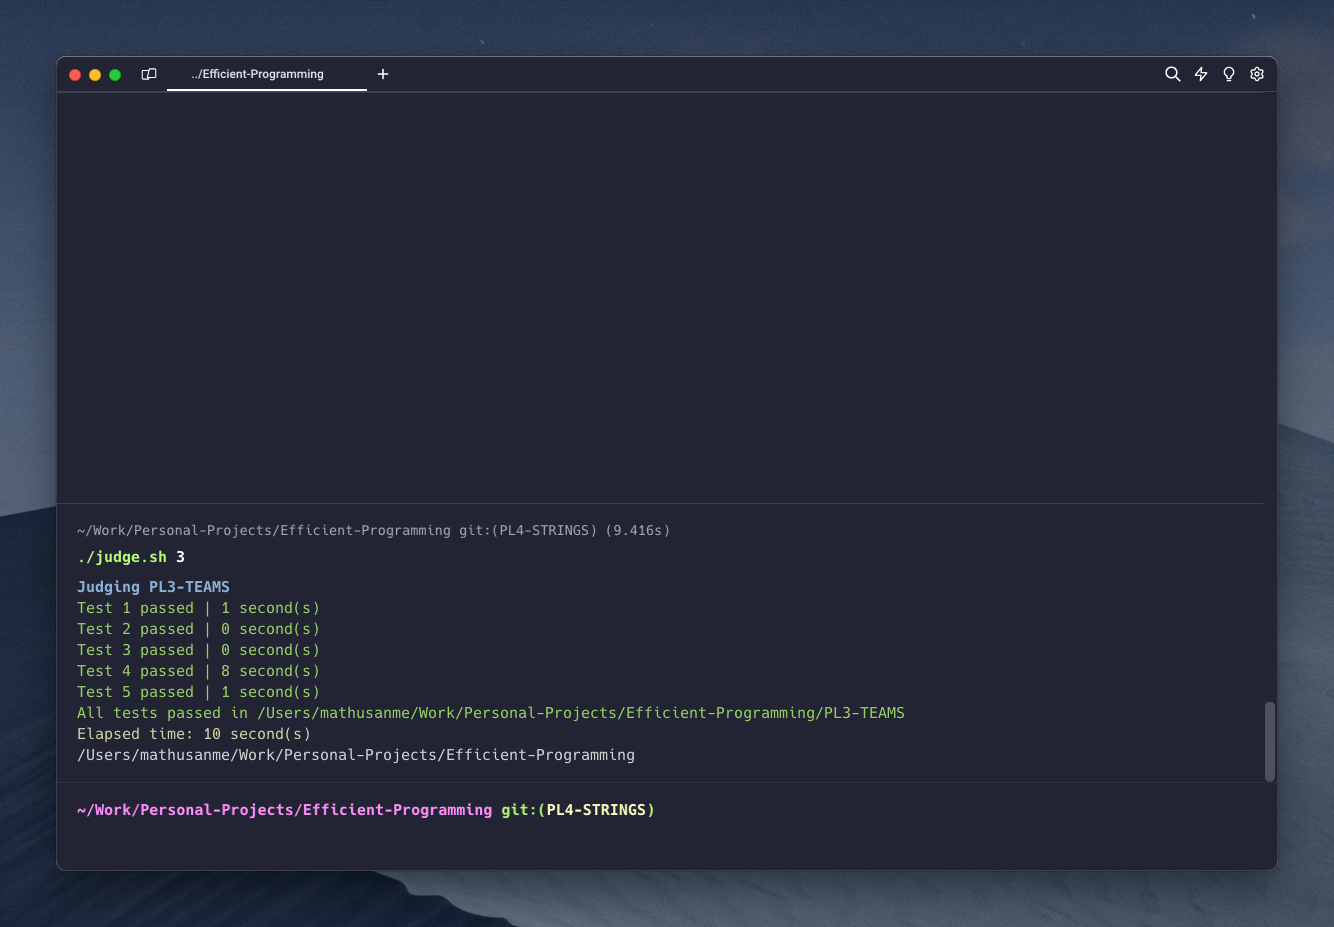 ../Efficient-Programming
~/Work/Personal-Projects/Efficient-Programming git:(PL4-STRINGS) (9.416s)
./judge.sh 3
Judging PL3-TEAMS
Test 1 passed | 1 second(s)
Test 2 passed | 0 second(s)
Test 3 passed | 0 second(s)
Test 4 passed | 8 second(s)
Test 5 passed | 1 second(s)
All tests passed in /Users/mathusanme/Work/Personal-Projects/Efficient-Programming/PL3-TEAMS
Elapsed time: 10 second(s)
/Users/mathusanme/Work/Personal-Projects/Efficient-Programming
~/Work/Personal-Projects/Efficient-Programming git:(PL4-STRINGS)